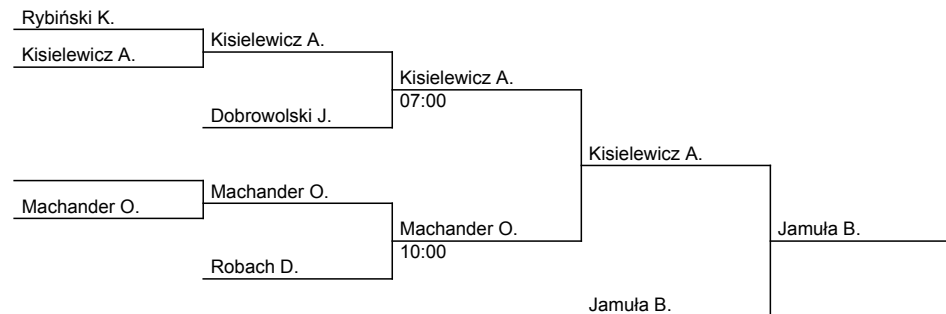 Rybiński K.
Kisielewicz A.
Kisielewicz A.
Kisielewicz A.
07:00
Dobrowolski J.
Kisielewicz A.
Machander O.
Machander O.
Machander O.
10:00
Jamuła B.
Robach D.
Jamuła B.